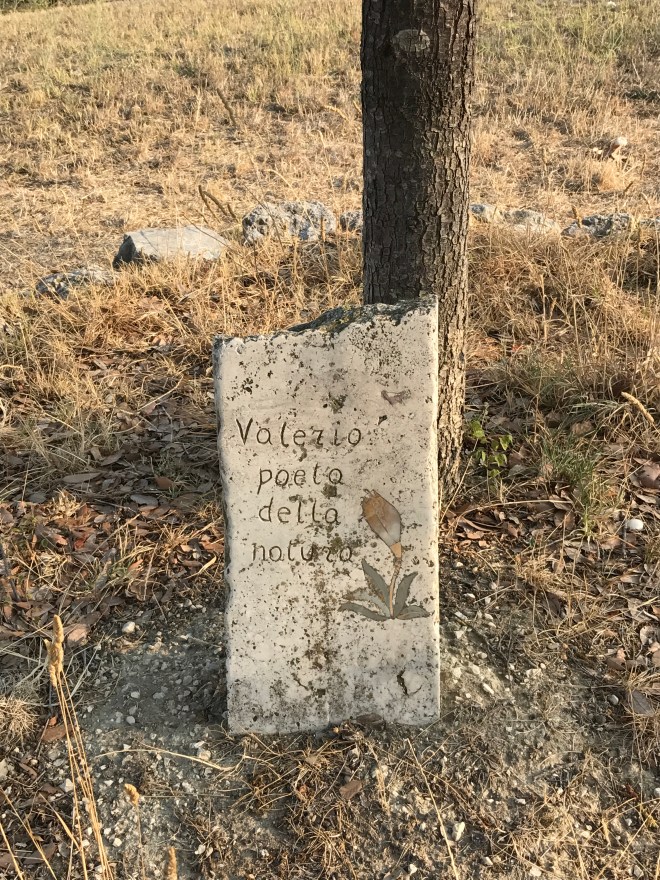 Valerio
poeta
della
natura